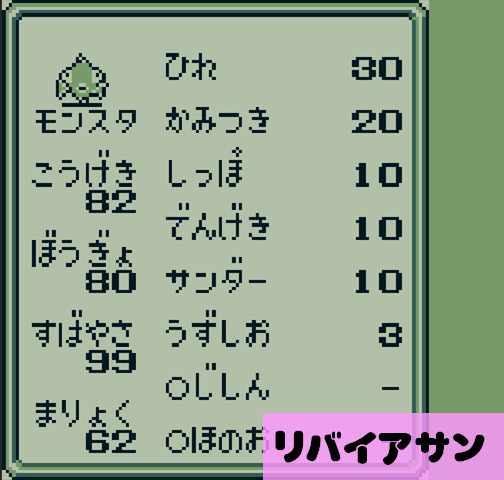 ひれ 30
モンスタ かみつき 20
こうげき しっぽ 10
82
でんげき 10
ぼうぎょ
80 サンダー 10
すばやさ うずしお 3
99
○じしん -
まりょく
62 ○ほのお
リバイアサン